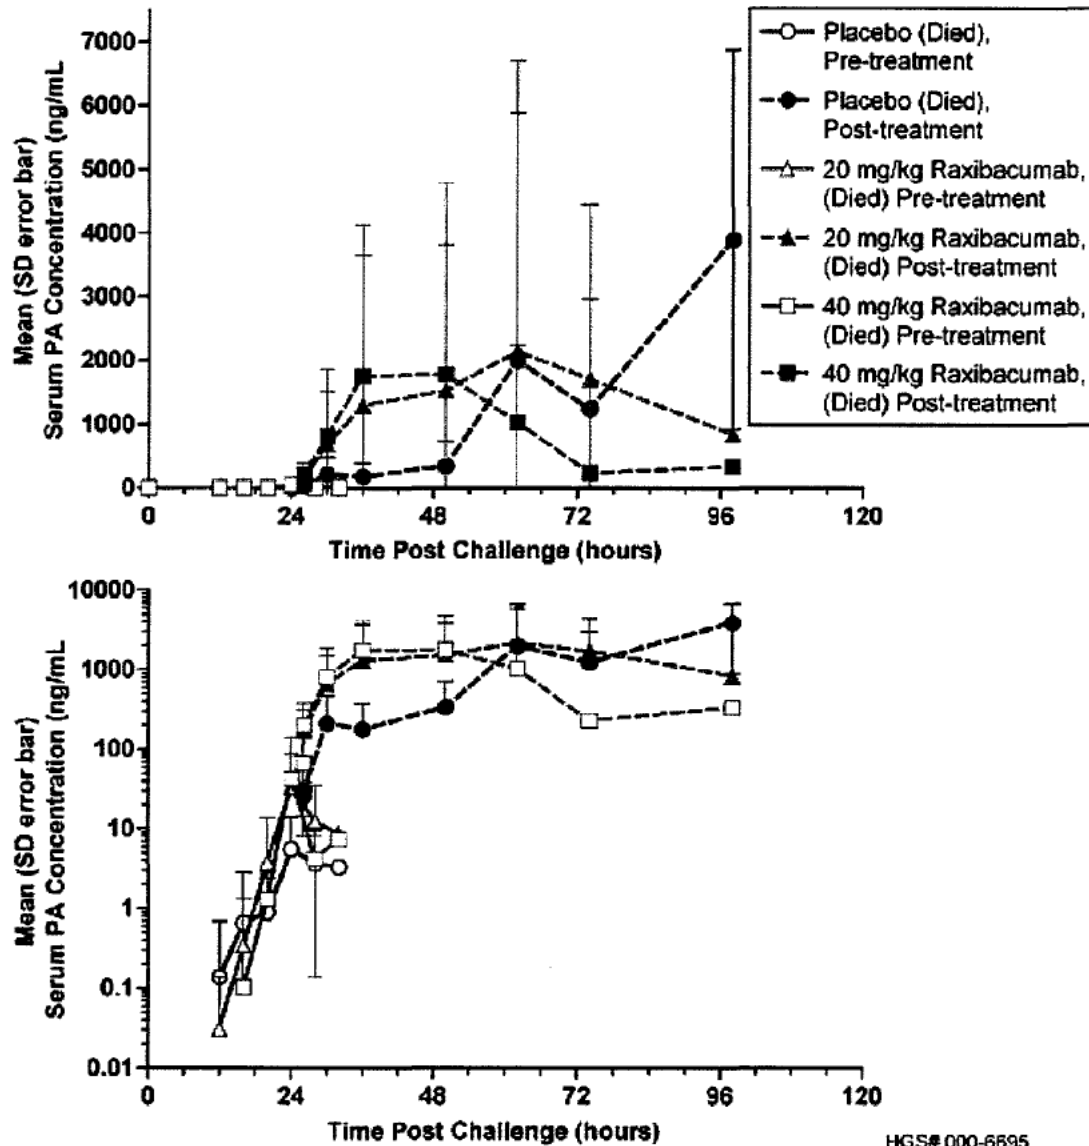 7000
6000
5000
4000
3000
2000
1000
0
Mean (SD error bar)
Serum PA Concentration (ng/mL)
0 24 48 72 96 120
Time Post Challenge (hours)
Placebo (Died),
Pre-treatment
Placebo (Died),
Post-treatment
20 mg/kg Raxibacumab,
(Died) Pre-treatment
20 mg/kg Raxibacumab,
(Died) Post-treatment
40 mg/kg Raxibacumab,
(Died) Pre-treatment
40 mg/kg Raxibacumab,
(Died) Post-treatment
10000
1000
100
10
1
0.1
0.01
Mean (SD error bar)
Serum PA Concentration (ng/mL
0 24 48 72 96 120
Time Post Challenge (hours)
HGS# 000-6695